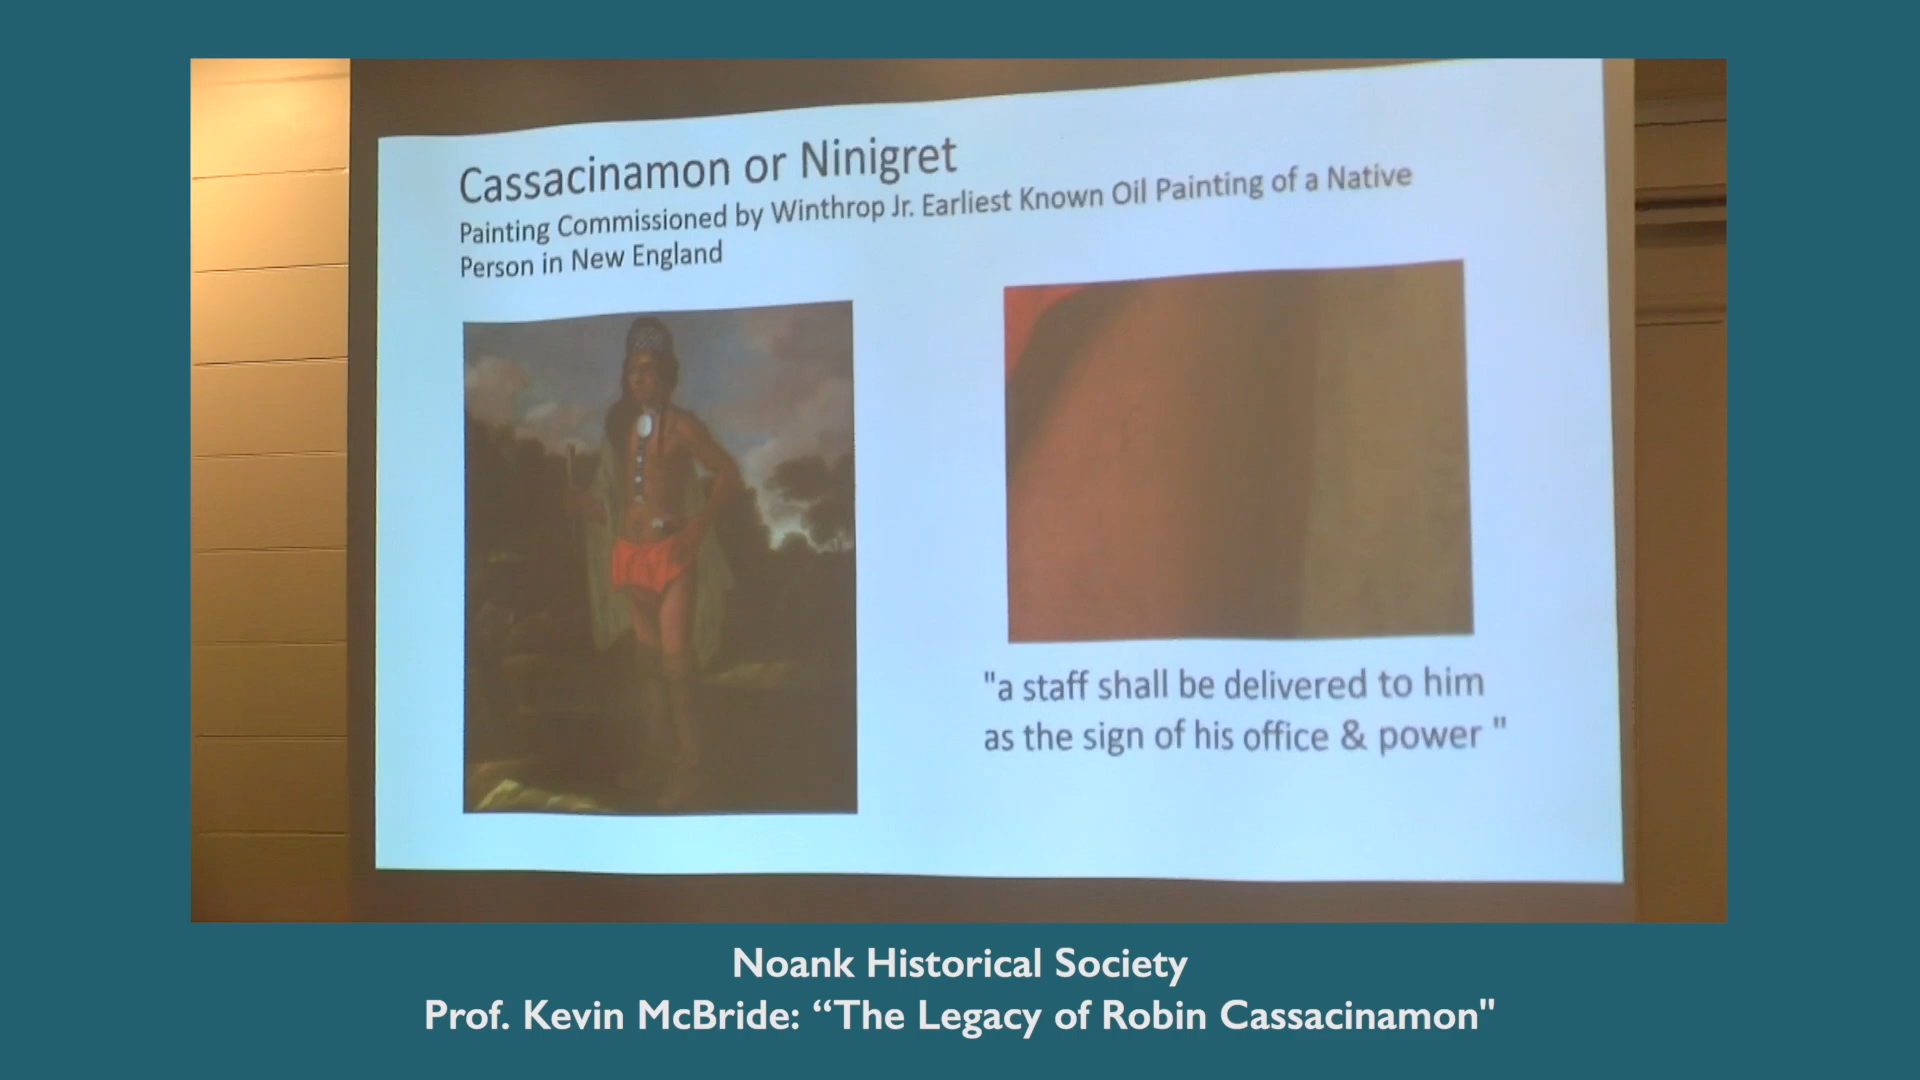 Cassacinamon or Ninigret
Painting Commissioned by Winthrop Jr. Earliest Known Oil Painting of a Native
Person in New England
"a staff shall be delivered to him
as the sign of his office & power "
Noank Historical Society
Prof. Kevin McBride: “The Legacy of Robin Cassacinamon"